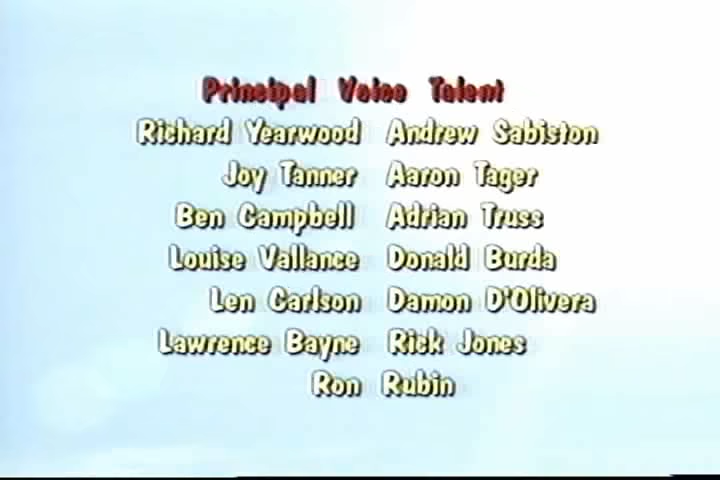 Principal Voice Talent
Richard Yearwood Andrew Sabiston
Joy Tanner Aaron Tager
Ben Campbell Adrian Truss
Louise Vallance Donald Burda
Len Carlson Damon D'Olivera
Lawrence Bayne Rick Jones
Ron Rubin